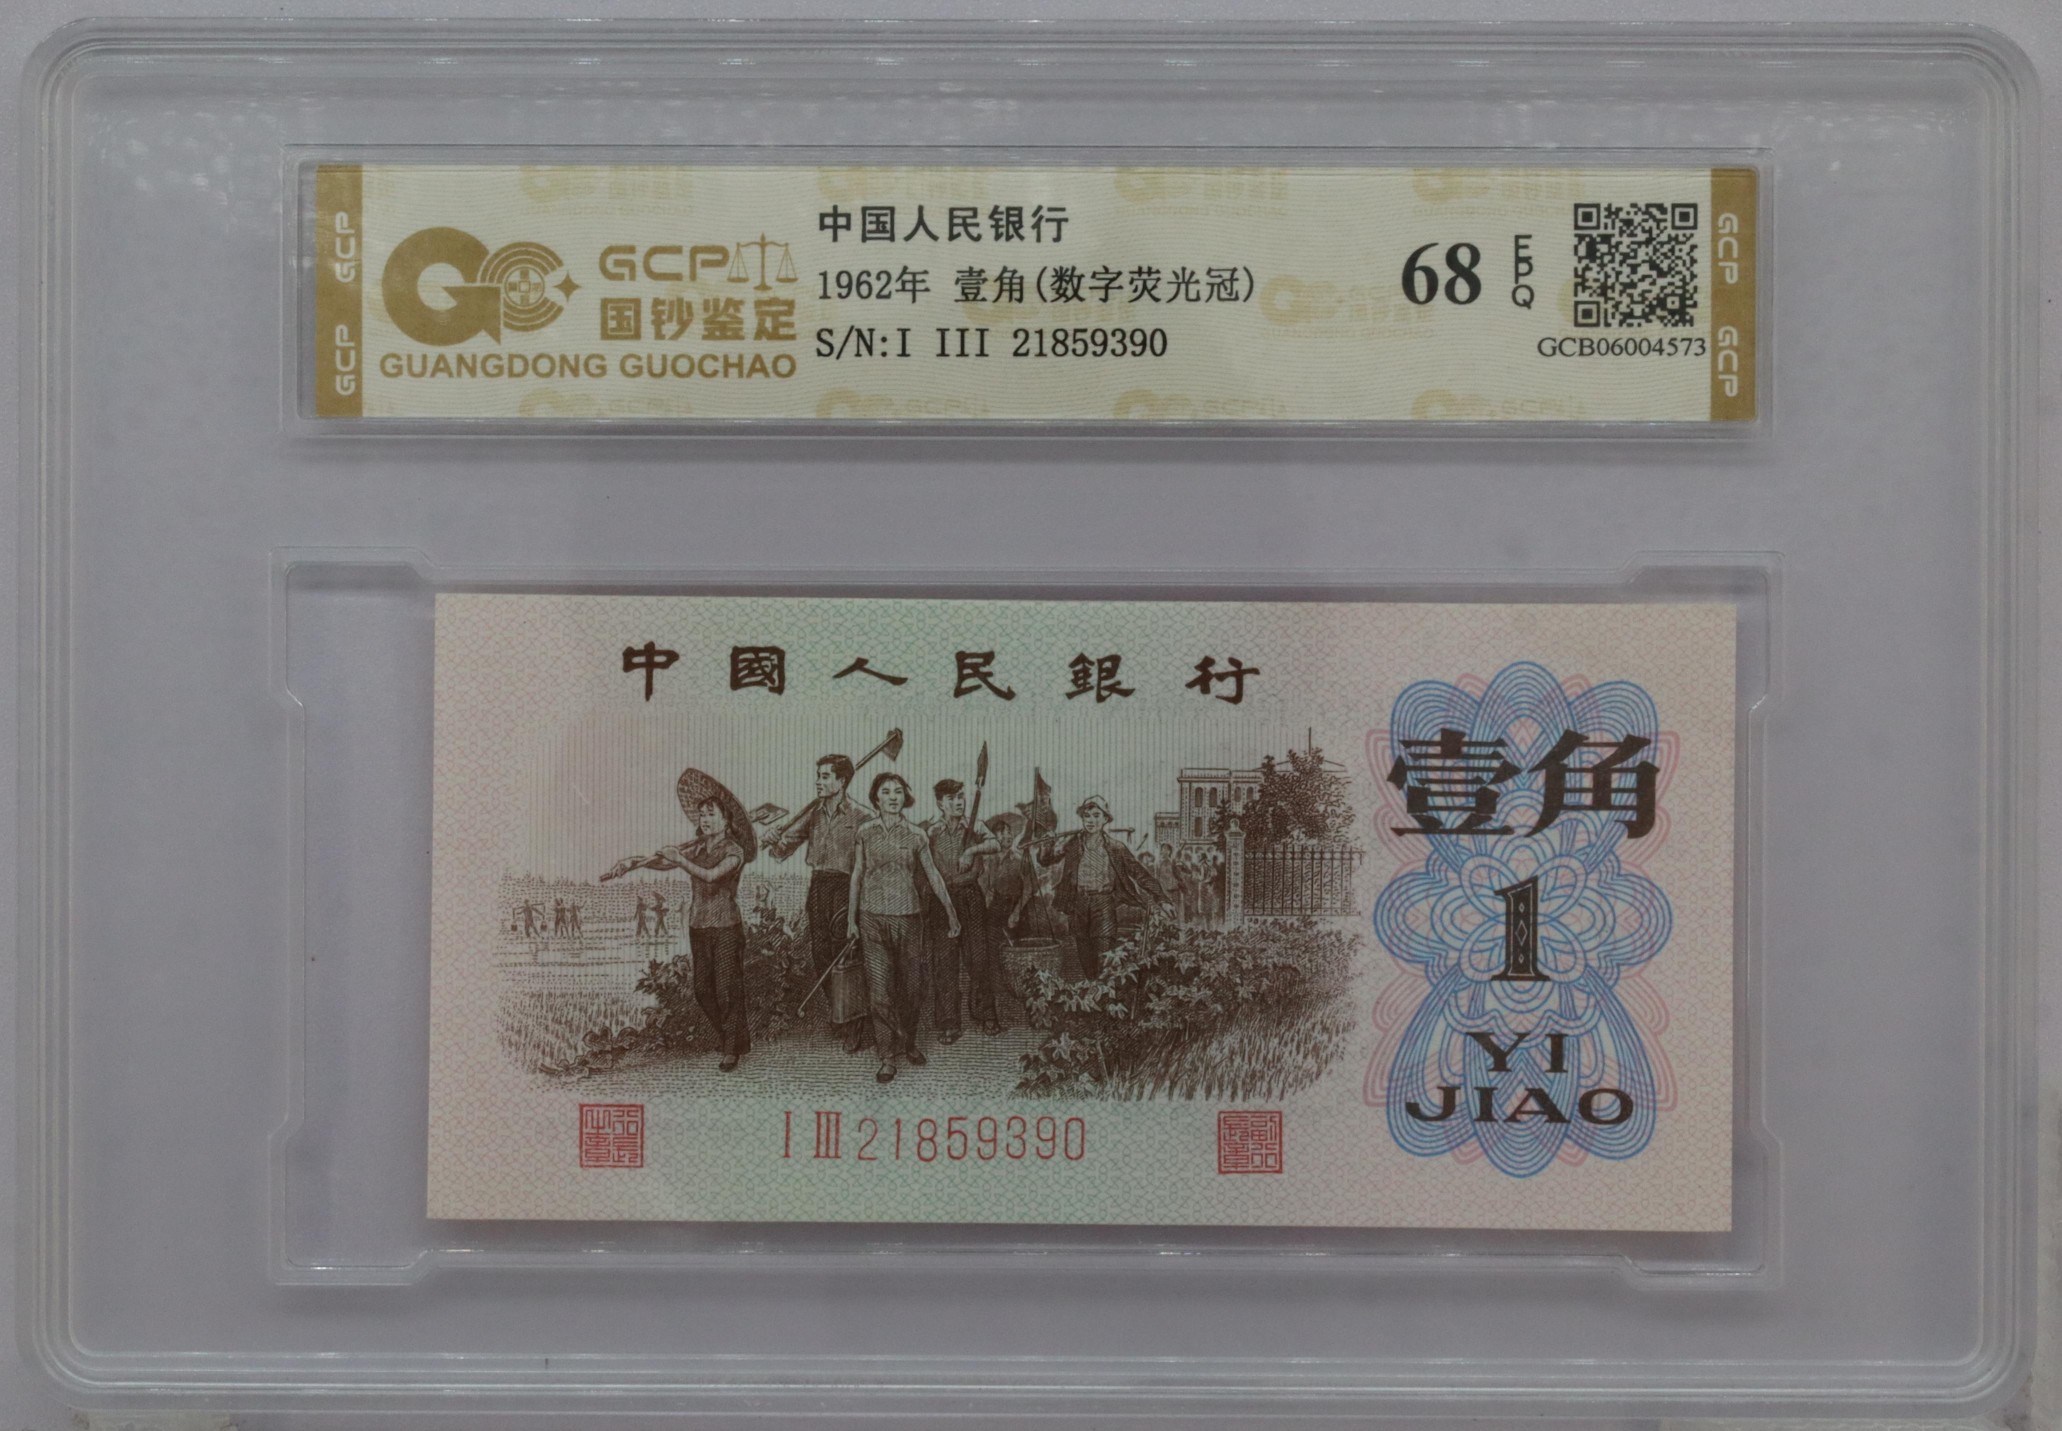 GCP
国钞鉴定
GUANGDONG GUOCHAO
中国人民银行
1962年 壹角(数字荧光冠)
S/N:I III 21859390
68 EPQ
GCB06004573
GCP GCP
GCP GCP
中國人民銀行
壹角
1
YI
JIAO
I III 21859390